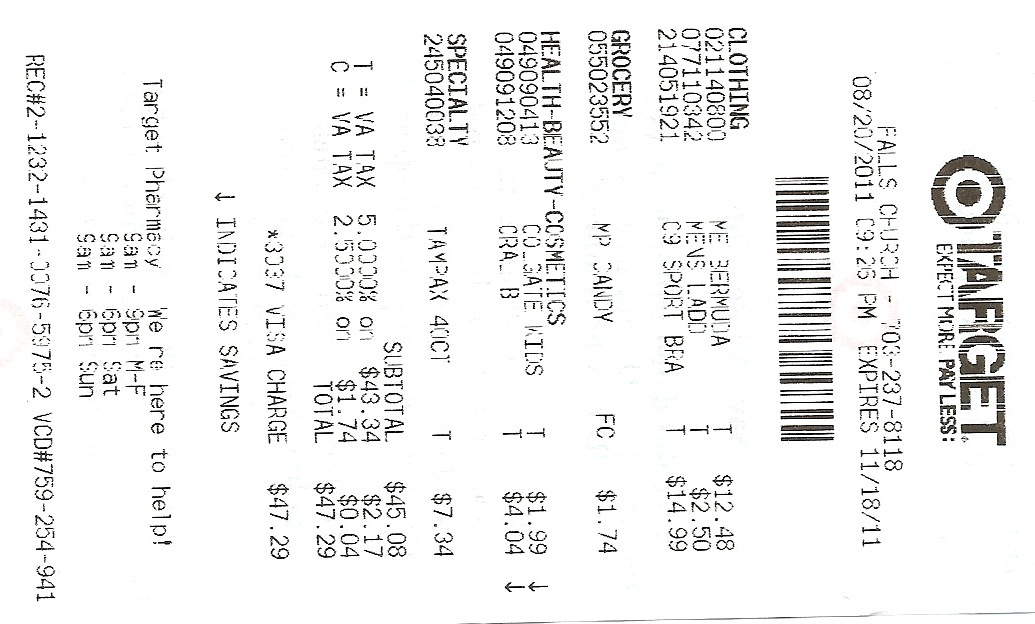 TARGET
EXPECT MORE. PAY LESS.
FALLS CHURCH - 703-237-8118
08/20/2011 09:26 PM EXPIRES 11/18/11
CLOTHING
021140800 ME BERMUDA T $12.48
077110342 MENS LADD T $2.50
214051921 C9 SPORT BRA T $14.99
GROCERY
055023552 MP CANDY FC $1.74
HEALTH-BEAUTY-COSMETICS
049090413 COLGATE KIDS T $1.99 ↓
049091208 CRAL B T $4.04 ↓
SPECIALTY
245040038 TAMPAX 40CT T $7.34
SUBTOTAL $45.08
T = VA TAX 5.0000% on $43.34 $2.17
C = VA TAX 2.5000% on $1.74 $0.04
TOTAL $47.29
*3037 VISA CHARGE $47.29
↓ INDICATES SAVINGS
Target Pharmacy We re here to help!
9am - 9pm M-F
9am - 6pm Sat
9am - 6pm Sun
REC#2-1232-1431-0076-5975-2 VCD#759-254-941